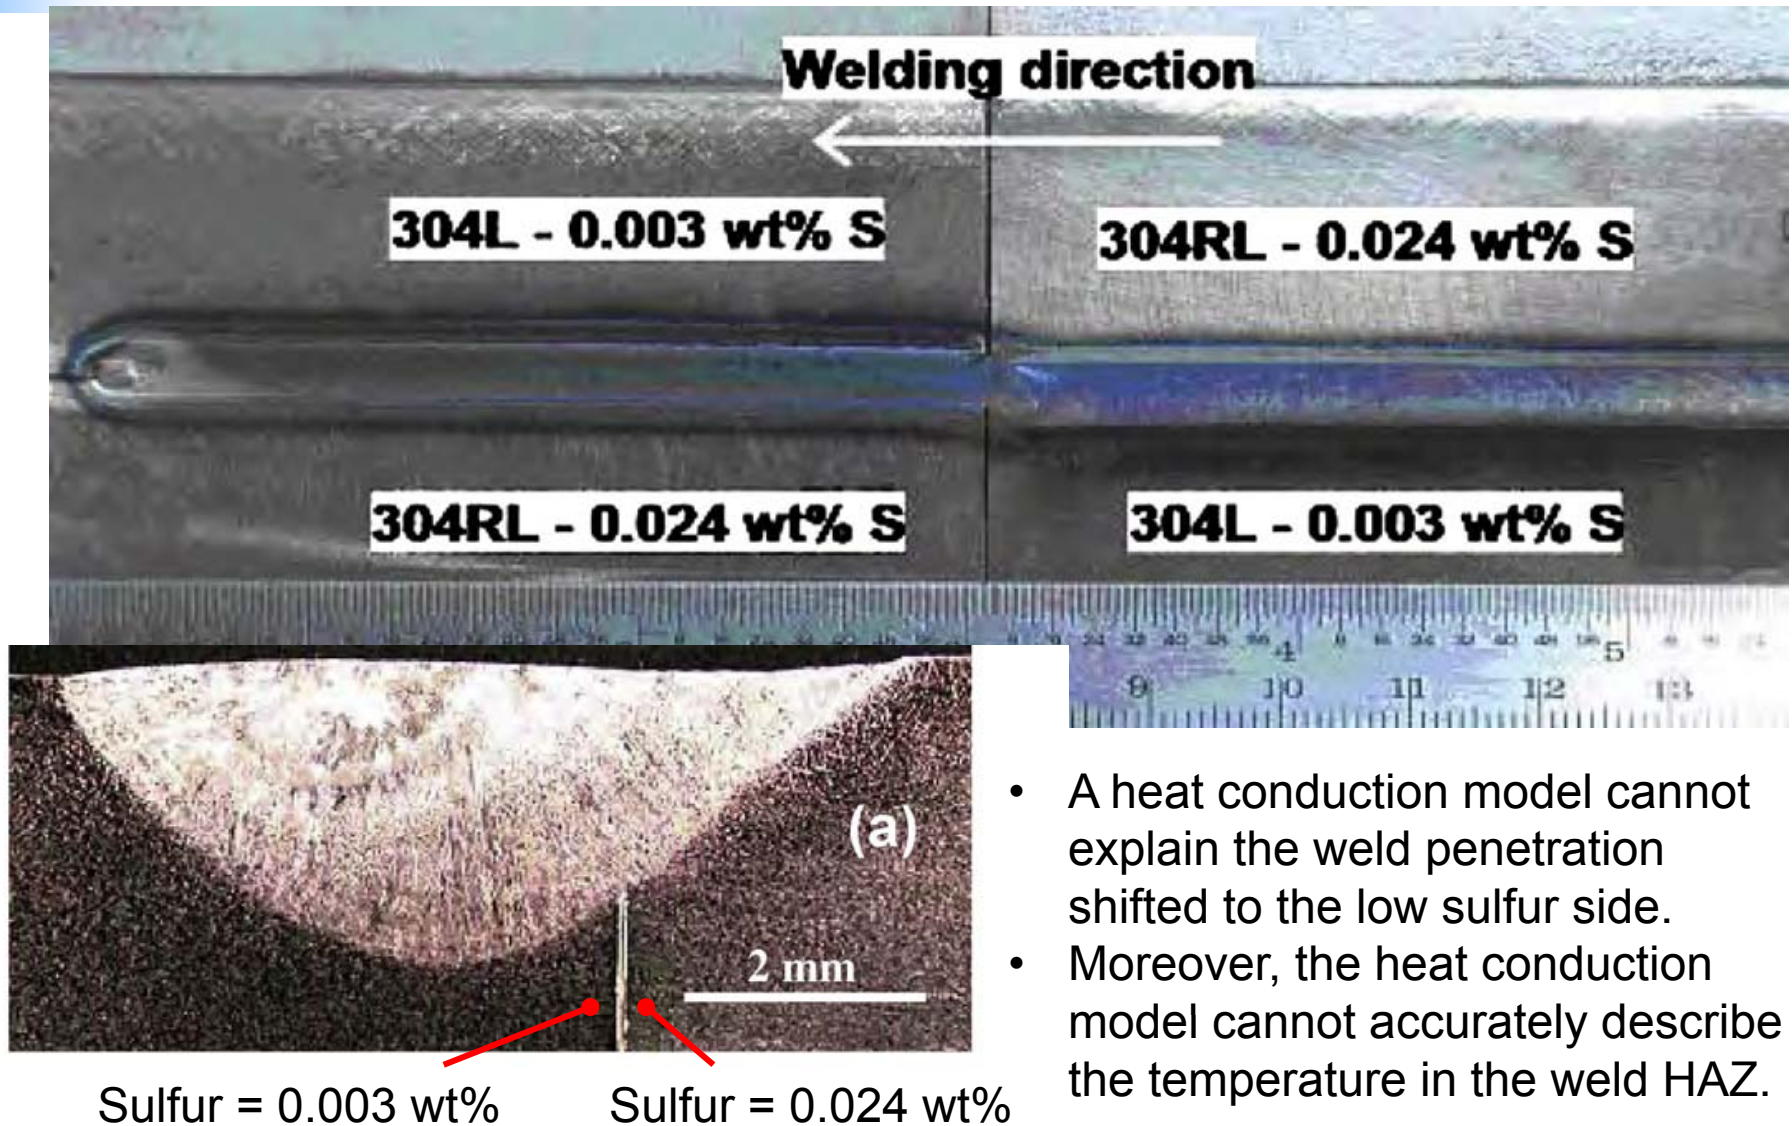 Welding direction
304L - 0.003 wt% S
304RL - 0.024 wt% S
304RL - 0.024 wt% S
304L - 0.003 wt% S
4 5
9 10 11 12 13
(a)
2 mm
Sulfur = 0.003 wt%
Sulfur = 0.024 wt%
• A heat conduction model cannot
explain the weld penetration
shifted to the low sulfur side.
• Moreover, the heat conduction
model cannot accurately describe
the temperature in the weld HAZ.